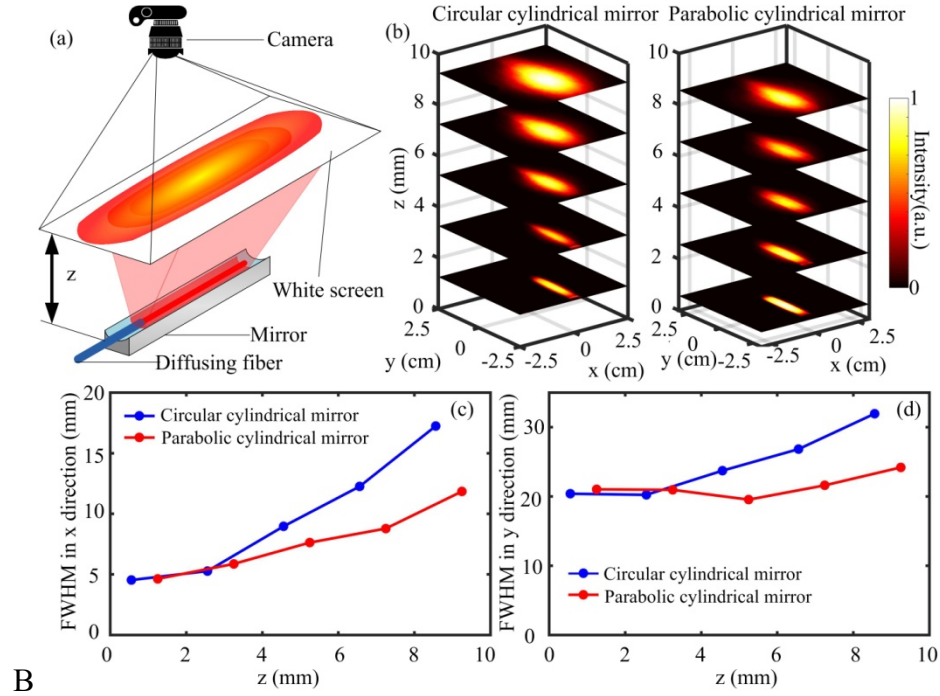 (a)
Camera
z
White screen
Mirror
Diffusing fiber
(b)
Circular cylindrical mirror
Parabolic cylindrical mirror
10
8
6
4
2
0
z (mm)
2.5
0
-2.5
y (cm)
-2.5
0
2.5
x (cm)
10
8
6
4
2
0
2.5
0
-2.5
y (cm)
-2.5
0
2.5
x (cm)
1
Intensity(a.u.)
0
20
15
10
5
0
FWHM in x direction (mm)
Circular cylindrical mirror
Parabolic cylindrical mirror
(c)
0 2 4 6 8 10
z (mm)
30
20
10
0
FWHM in y direction (mm)
(d)
Circular cylindrical mirror
Parabolic cylindrical mirror
0 2 4 6 8 10
z (mm)
B